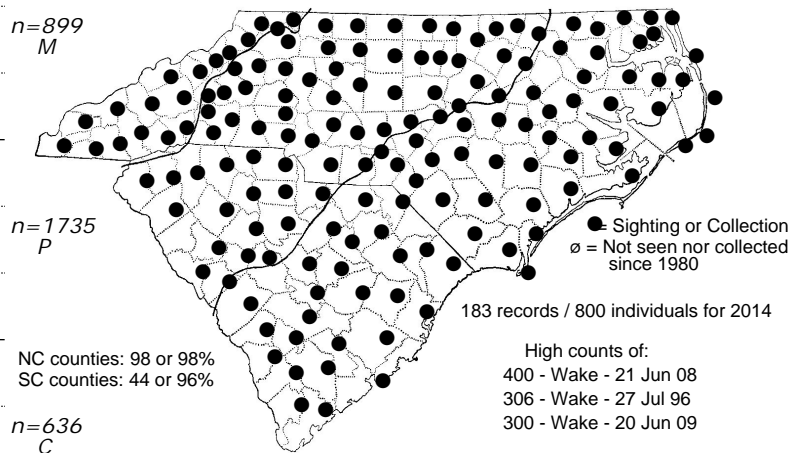 n=899
M
n=1735
P
= Sighting or Collection
ø = Not seen nor collected
since 1980
183 records / 800 individuals for 2014
NC counties: 98 or 98%
SC counties: 44 or 96%
High counts of:
400 - Wake - 21 Jun 08
306 - Wake - 27 Jul 96
300 - Wake - 20 Jun 09
n=636
C